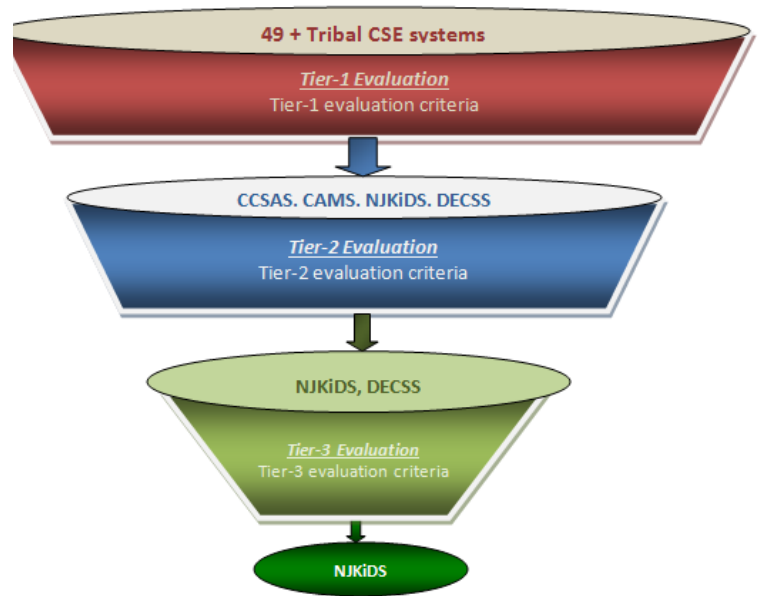 49 + Tribal CSE systems
Tier-1 Evaluation
Tier-1 evaluation criteria
CCSAS. CAMS. NJKiDS. DECSS
Tier-2 Evaluation
Tier-2 evaluation criteria
NJKiDS, DECSS
Tier-3 Evaluation
Tier-3 evaluation criteria
NJKiDS